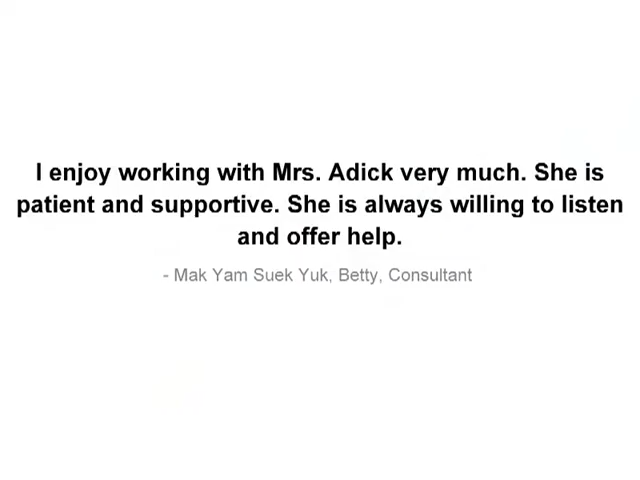 I enjoy working with Mrs. Adick very much. She is
patient and supportive. She is always willing to listen
and offer help.
- Mak Yam Suek Yuk, Betty, Consultant